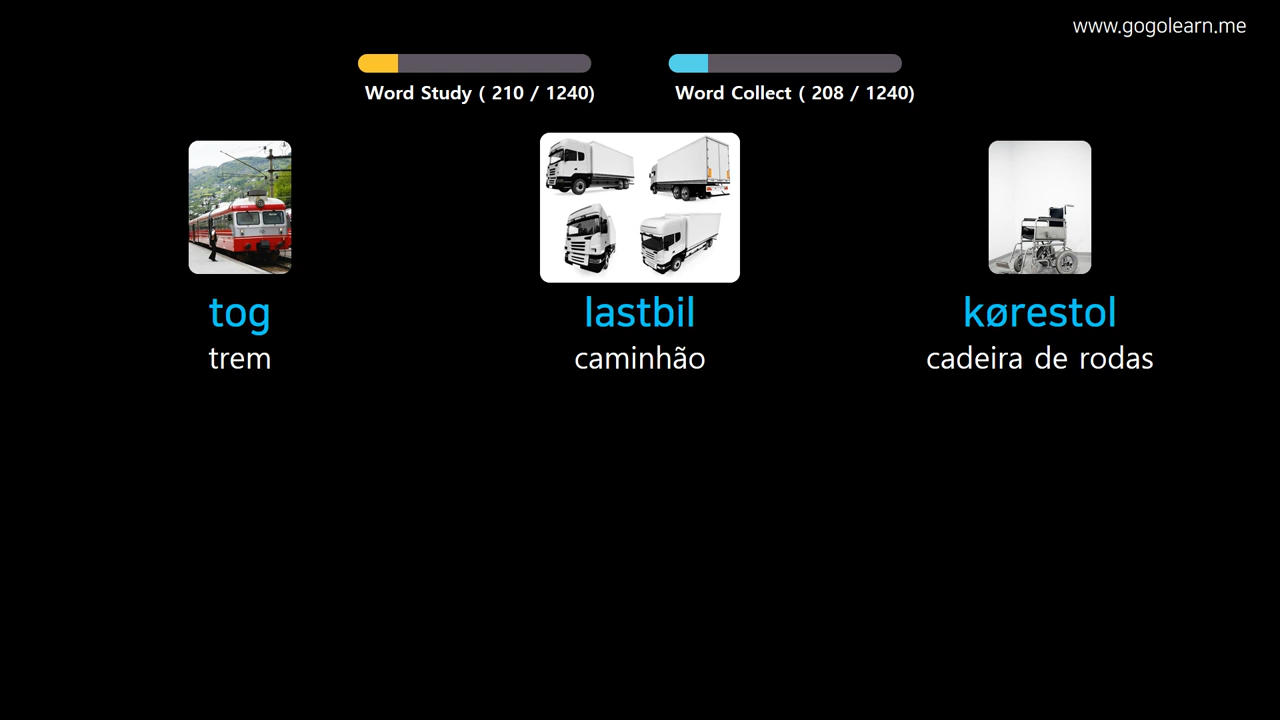 www.gogolearn.me
Word Study ( 210 / 1240)
Word Collect ( 208 / 1240)
tog
lastbil
kørestol
trem
caminhão
cadeira de rodas